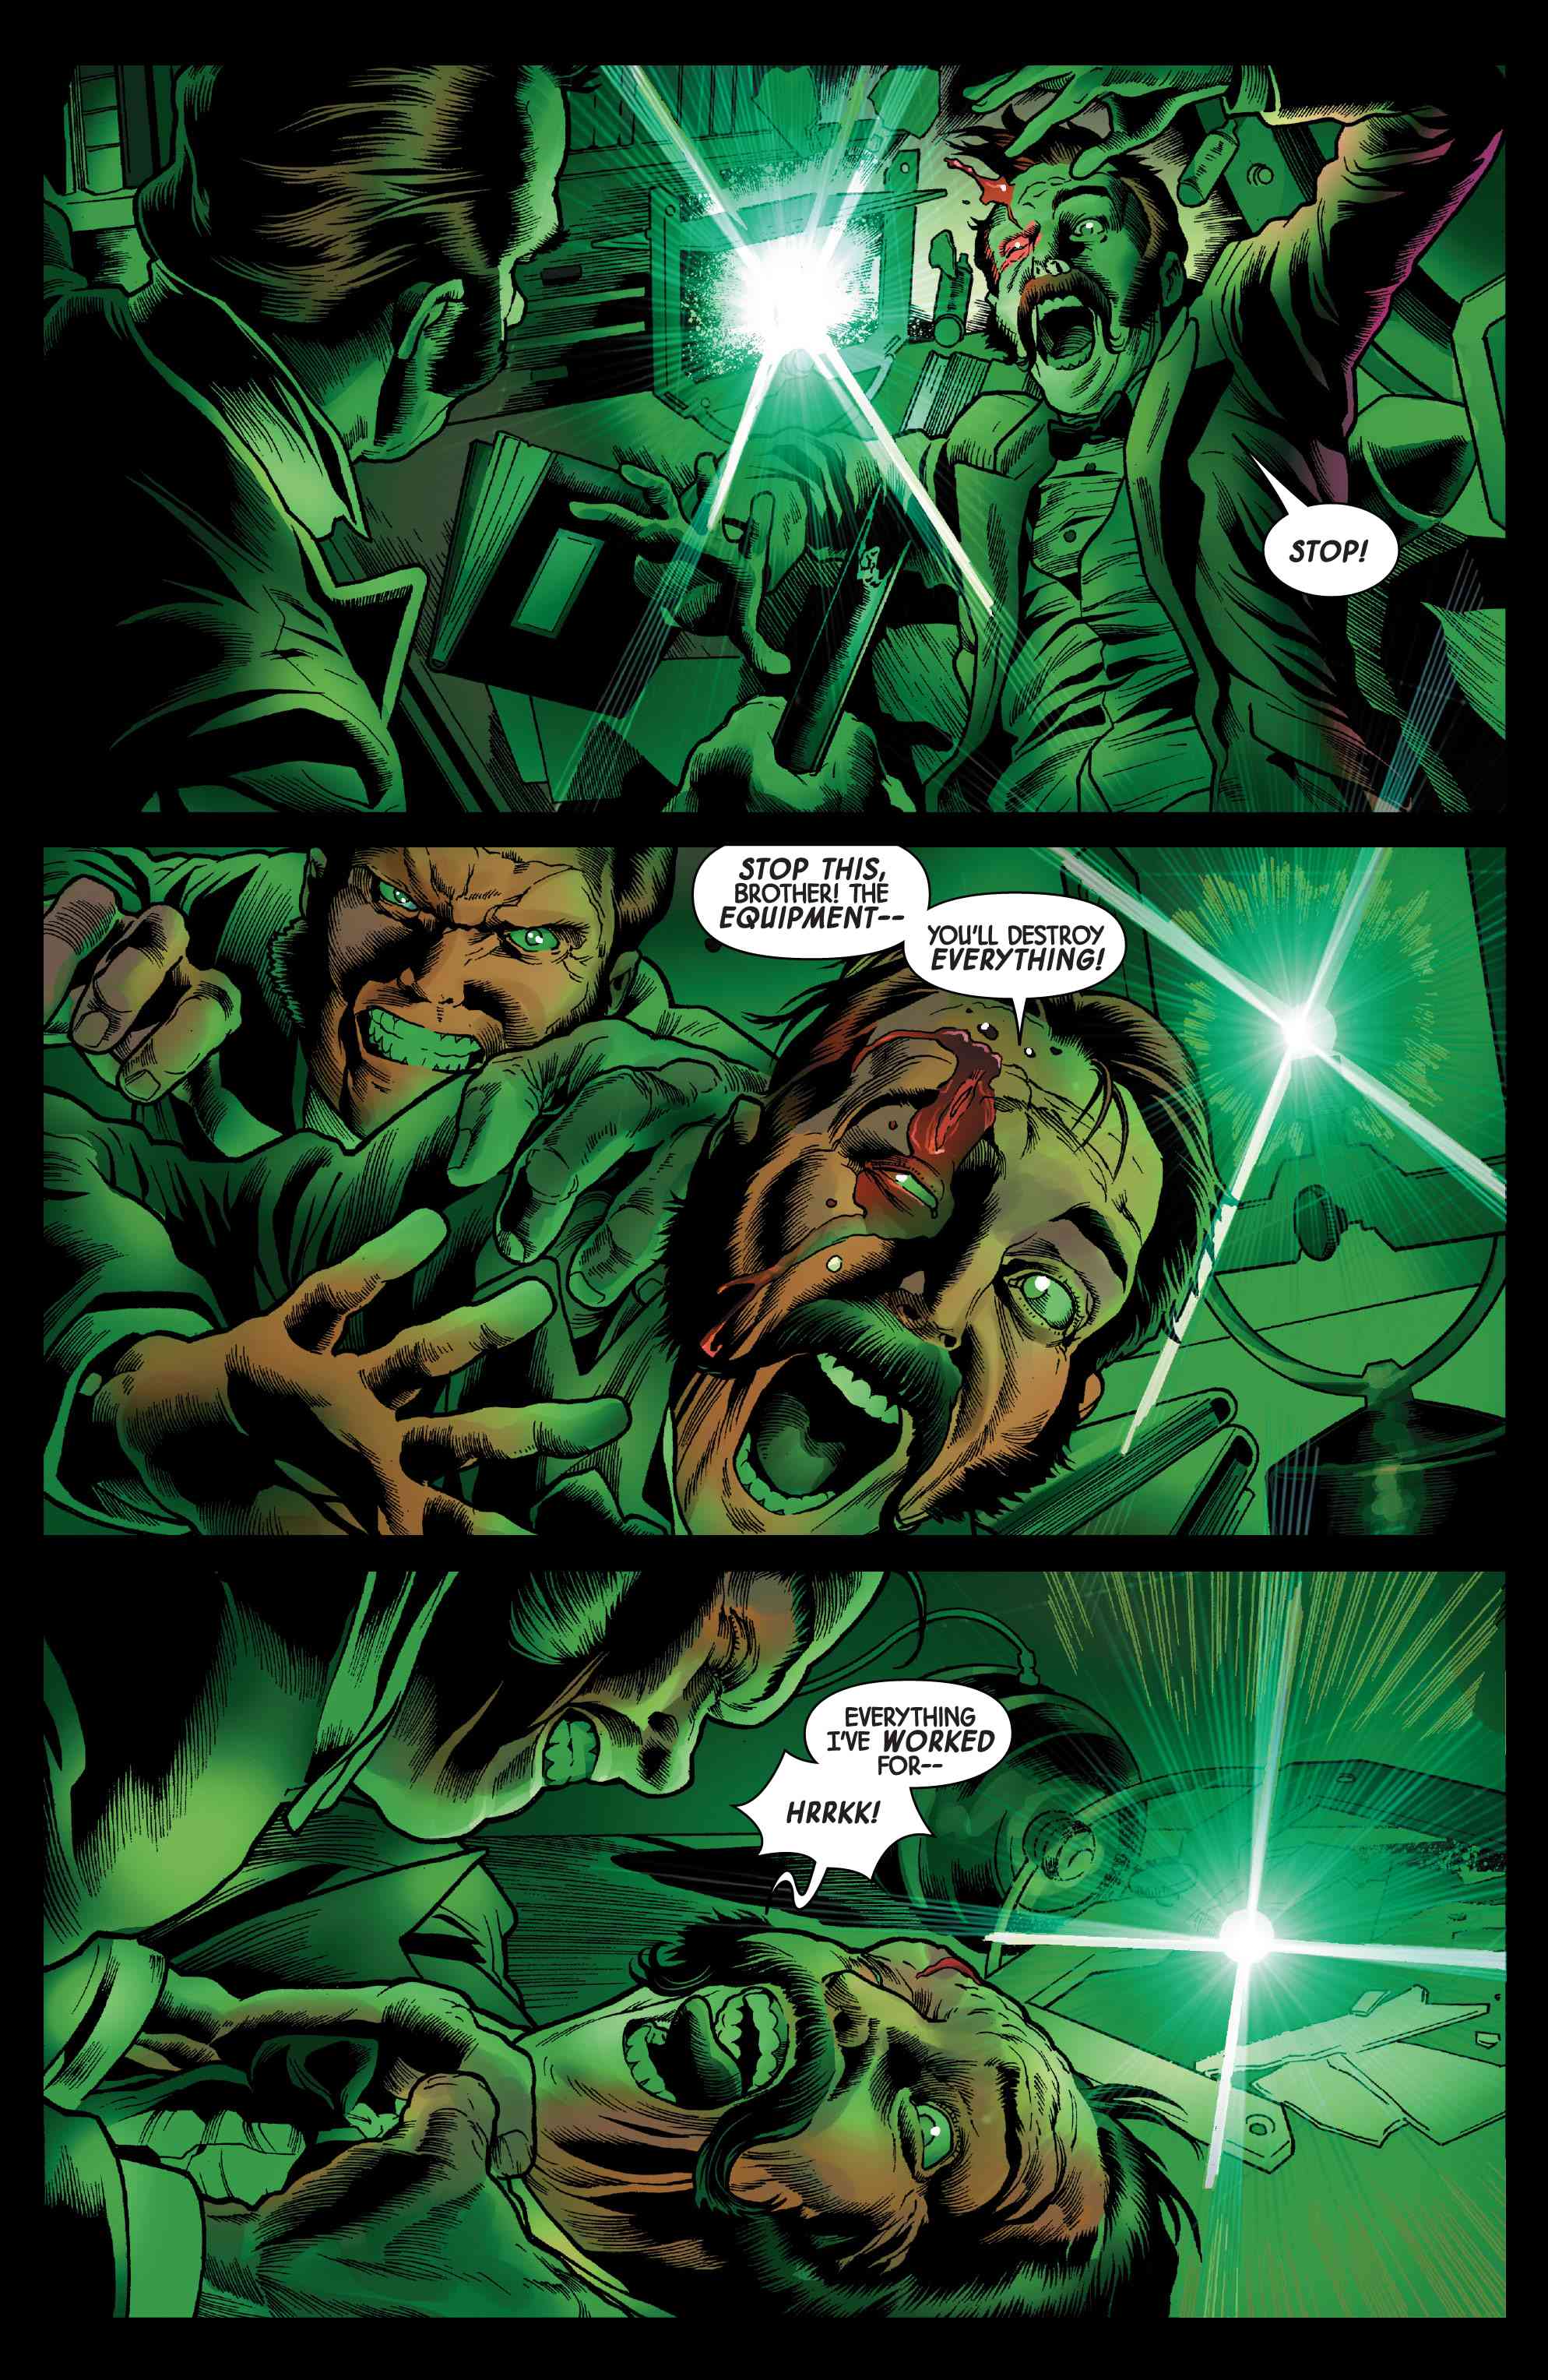 STOP!
STOP THIS,
BROTHER! THE
EQUIPMENT--
YOU'LL DESTROY
EVERYTHING!
EVERYTHING
I'VE WORKED
FOR--
HRRKK!